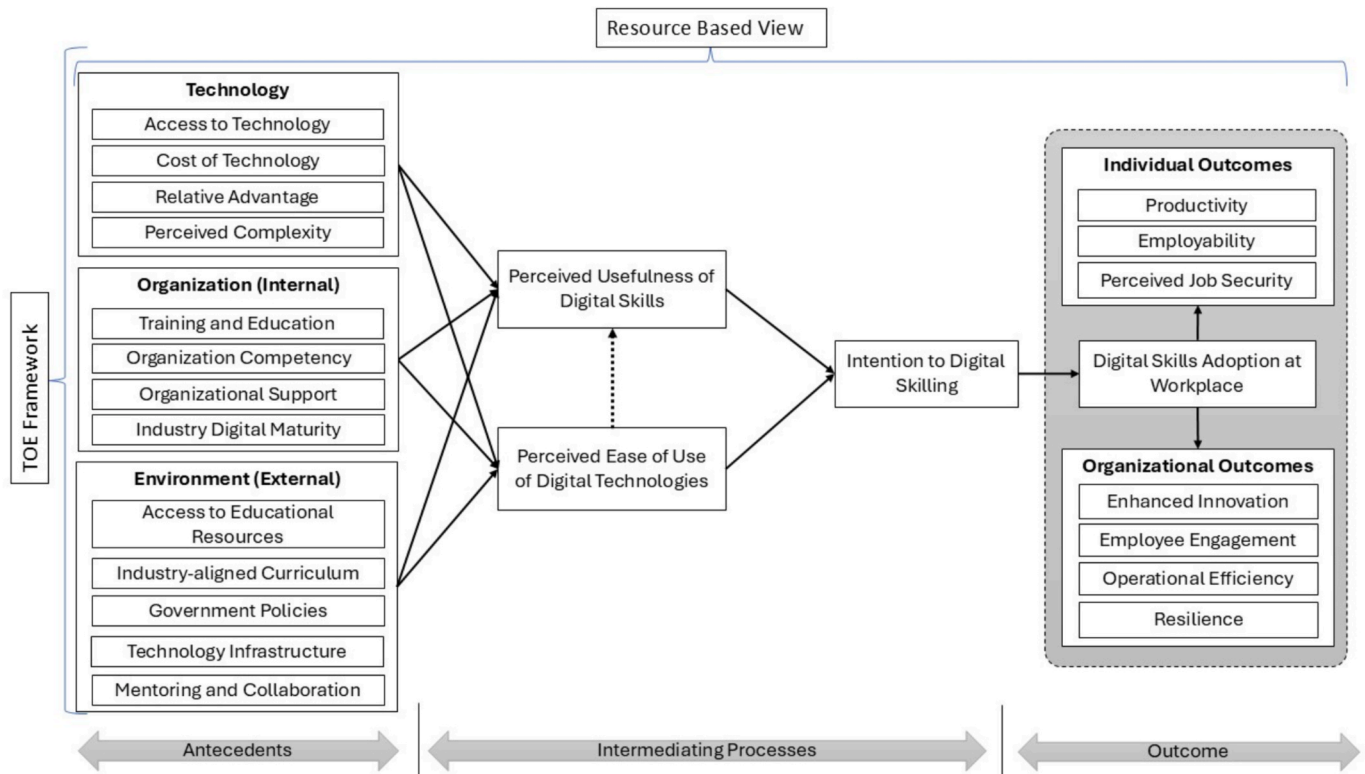 Resource Based View
TOE Framework
Technology
Access to Technology
Cost of Technology
Relative Advantage
Perceived Complexity
Organization (Internal)
Training and Education
Organization Competency
Organizational Support
Industry Digital Maturity
Environment (External)
Access to Educational
Resources
Industry-aligned Curriculum
Government Policies
Technology Infrastructure
Mentoring and Collaboration
Perceived Usefulness of
Digital Skills
Perceived Ease of Use
of Digital Technologies
Intention to Digital
Skilling
Individual Outcomes
Productivity
Employability
Perceived Job Security
Digital Skills Adoption at
Workplace
Organizational Outcomes
Enhanced Innovation
Employee Engagement
Operational Efficiency
Resilience
Antecedents
Intermediating Processes
Outcome